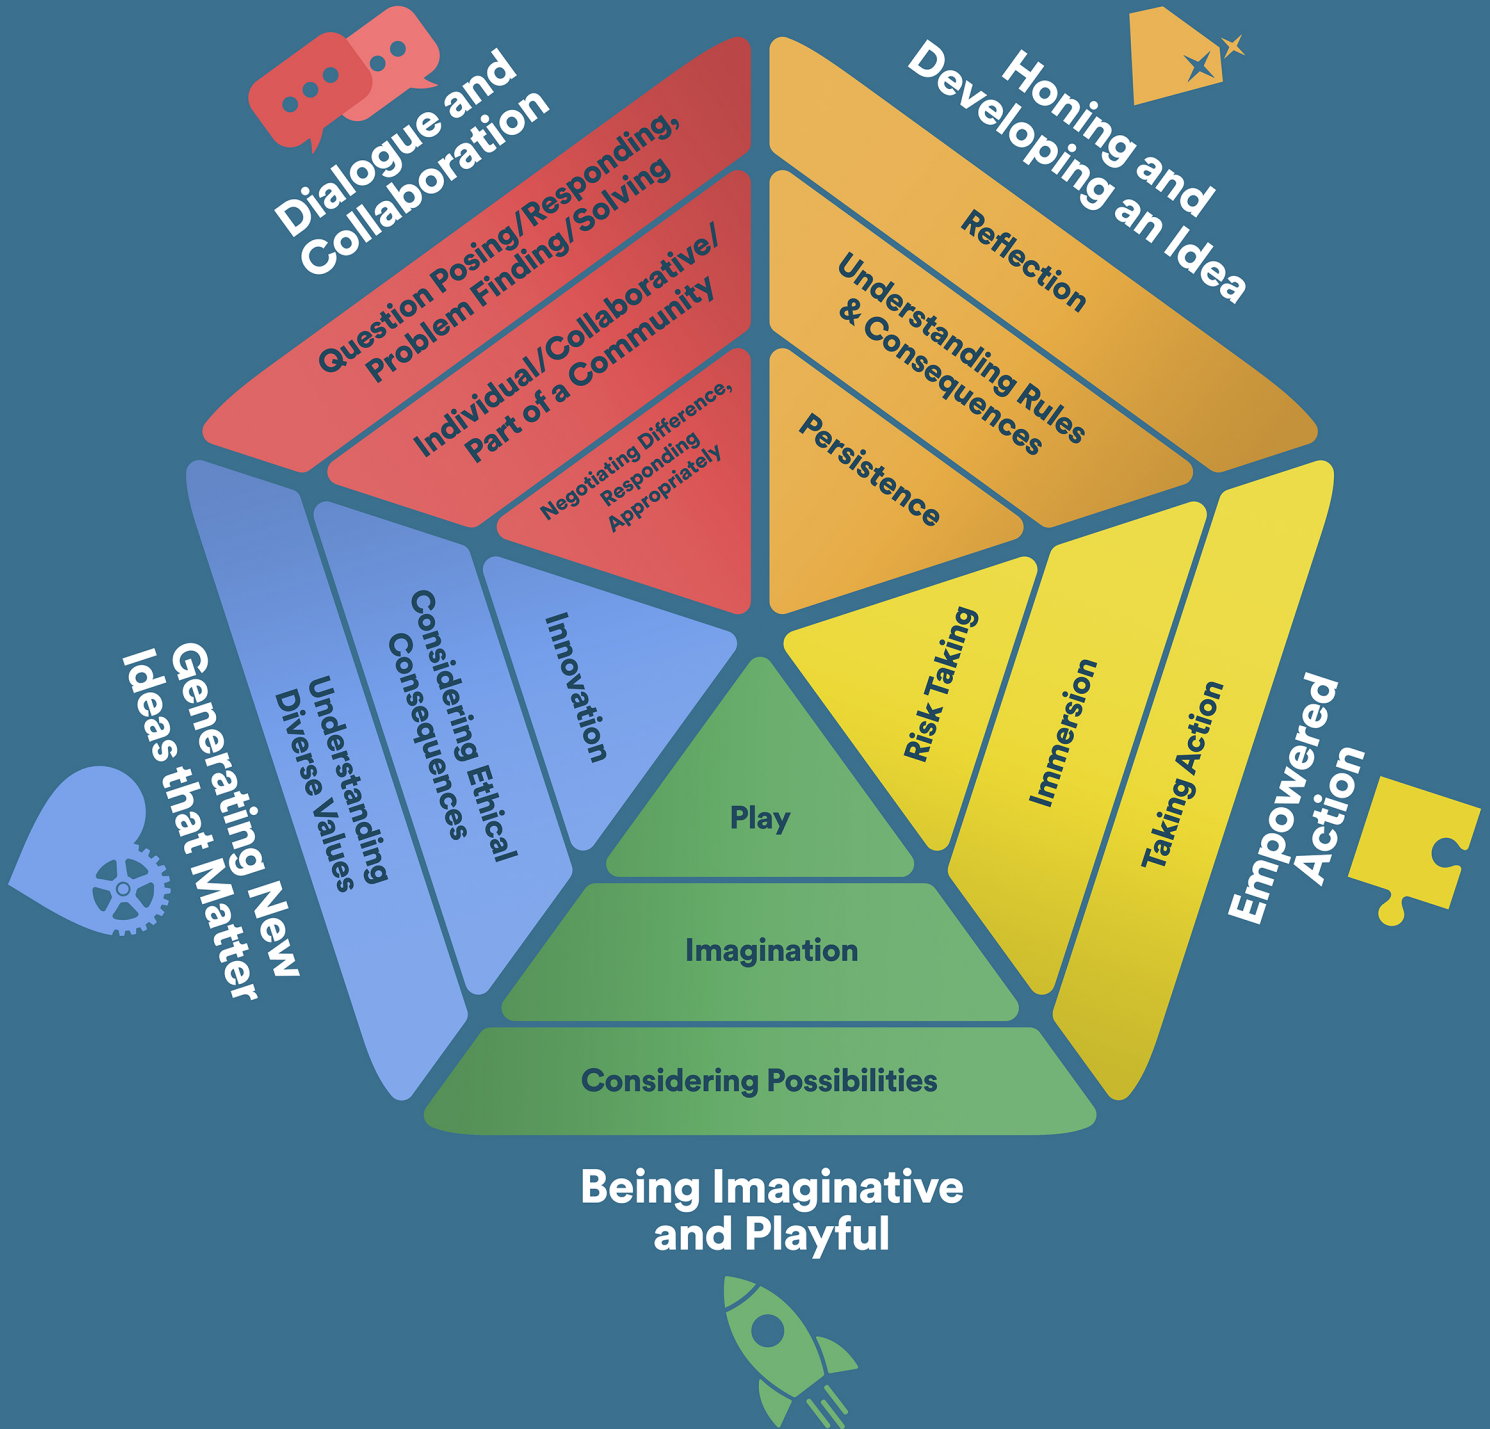 Dialogue and
Collaboration
Question Posing/Responding,
Problem Finding/Solving
Individual/Collaborative/
Part of a Community
Negotiating Difference,
Responding
Appropriately
Honing and
Developing an Idea
Reflection
Understanding Rules
& Consequences
Persistence
Empowered
Action
Risk Taking
Immersion
Taking Action
Generating New
Ideas that Matter
Understanding
Diverse Values
Considering Ethical
Consequences
Innovation
Play
Imagination
Considering Possibilities
Being Imaginative
and Playful